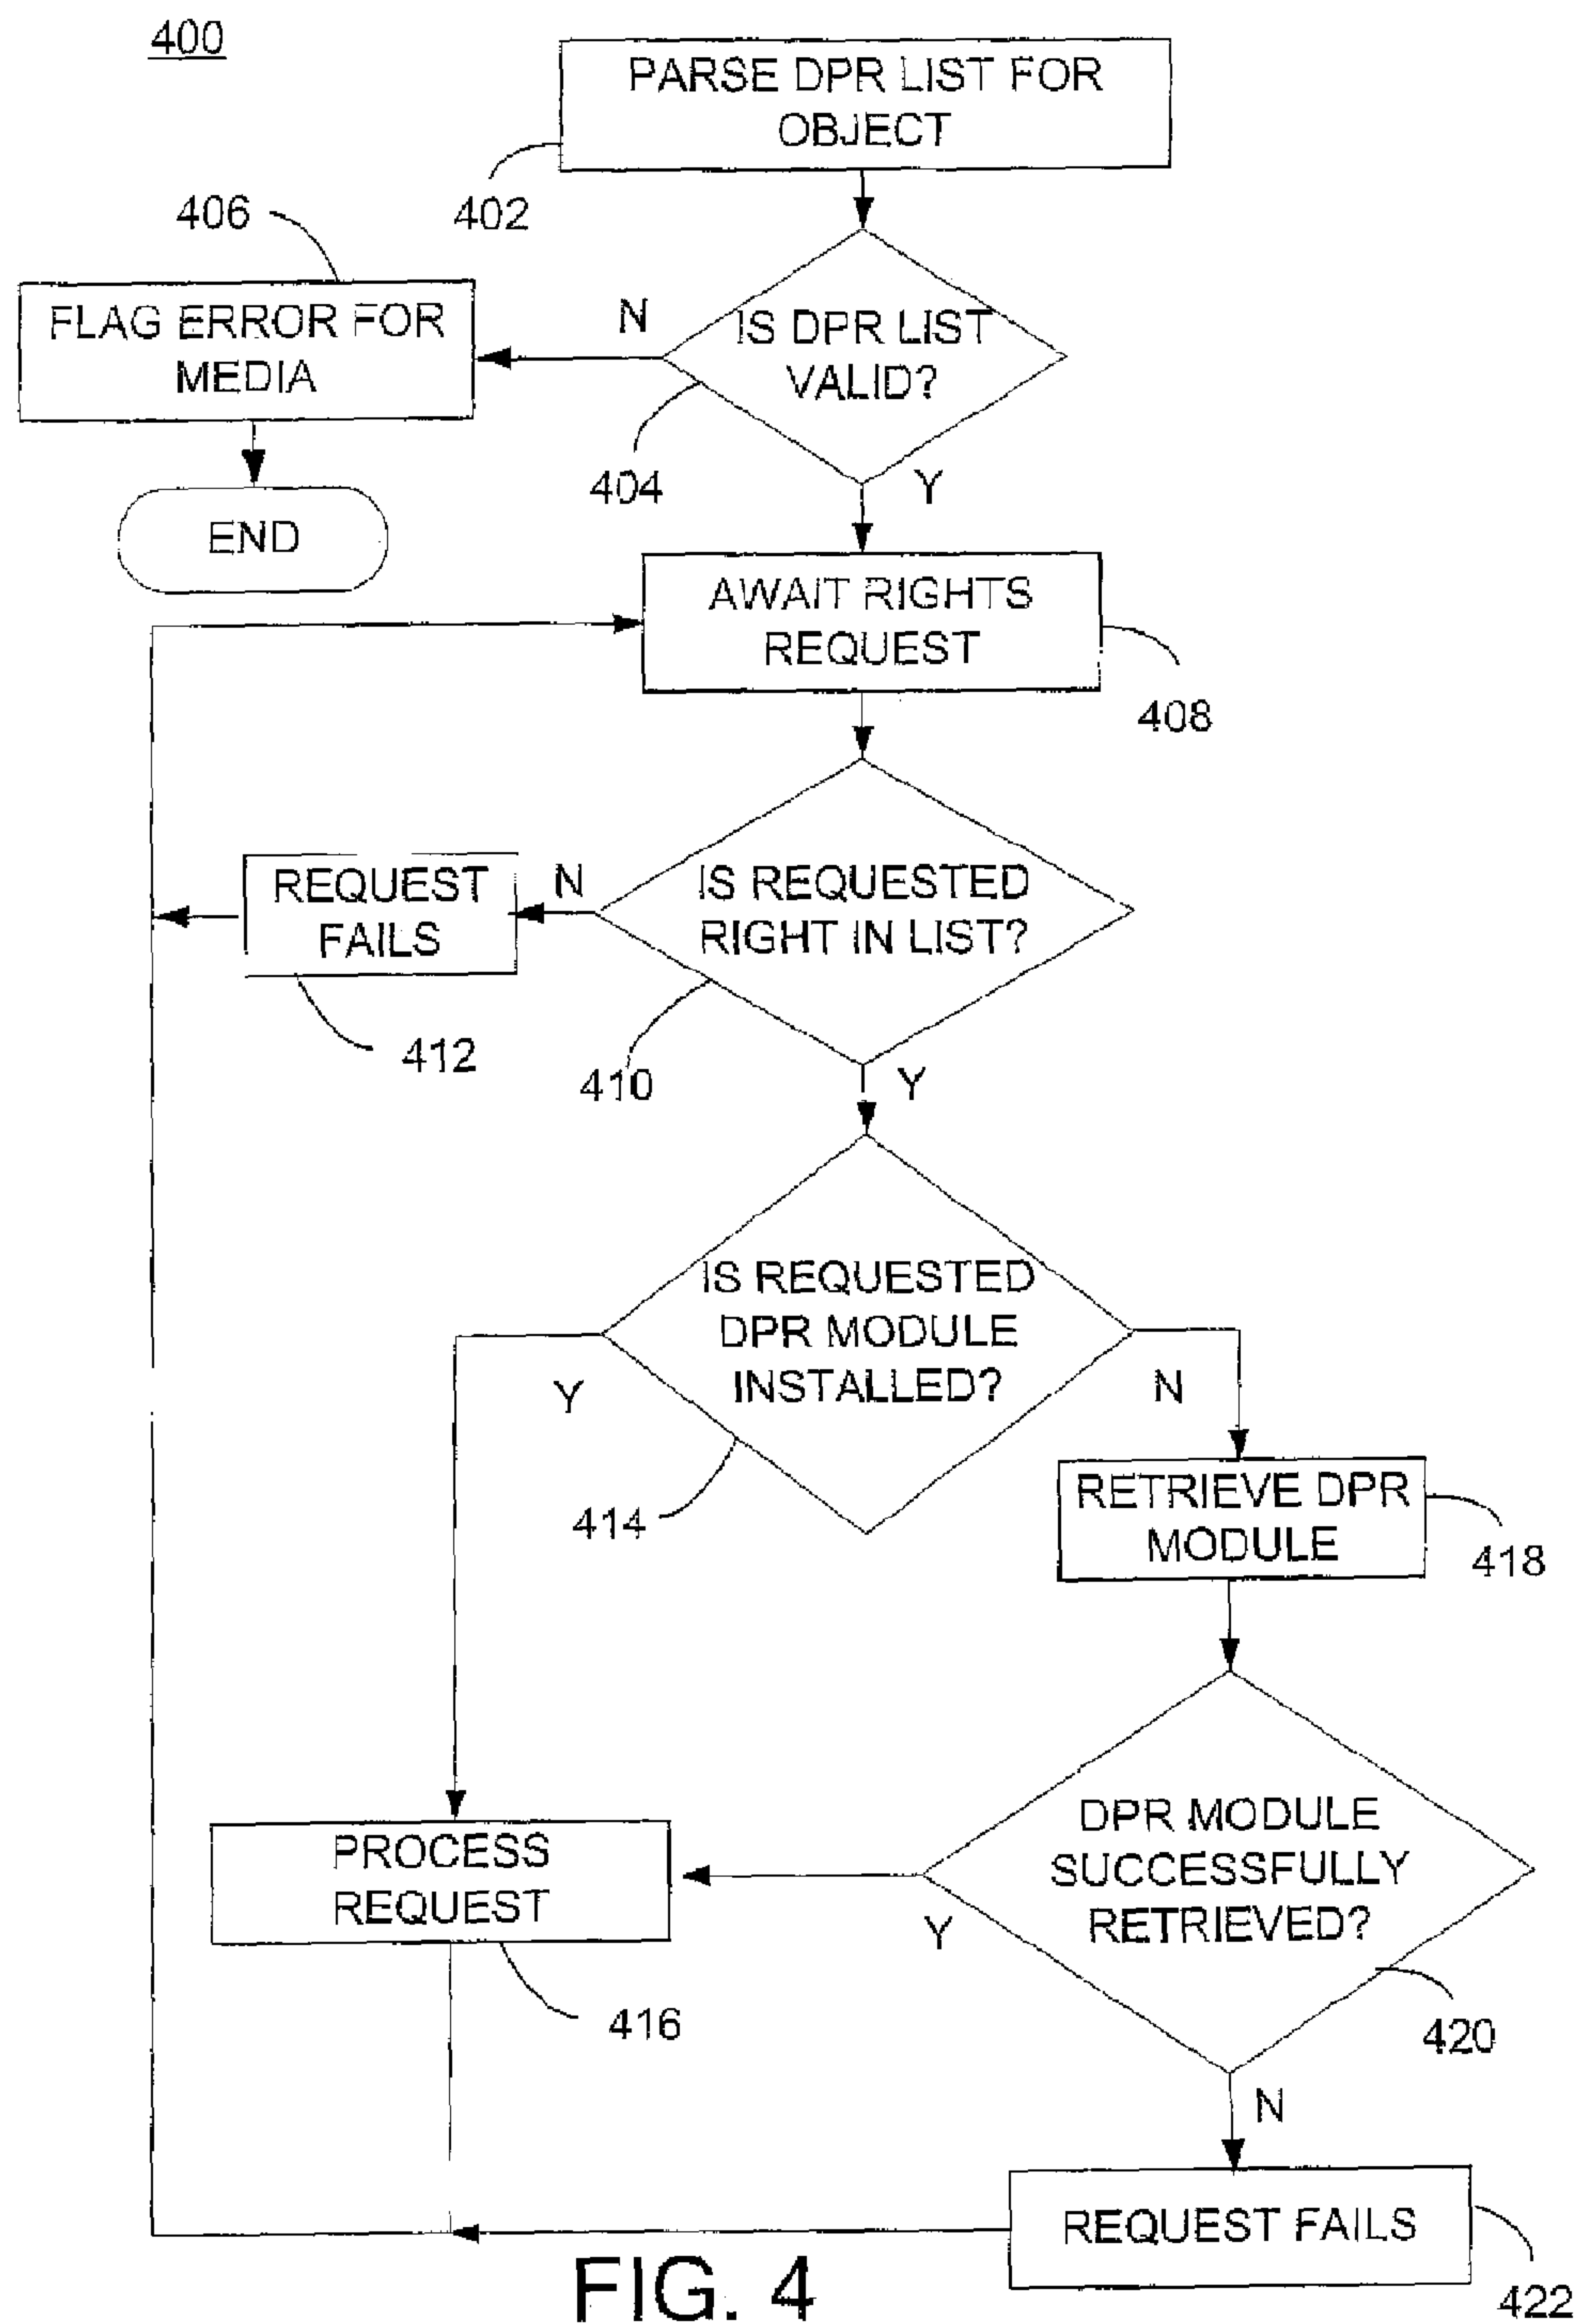 400
PARSE DPR LIST FOR
OBJECT
402
406
FLAG ERROR FOR
MEDIA
N
IS DPR LIST
VALID?
404
Y
END
AWAIT RIGHTS
REQUEST
408
REQUEST
FAILS
N
IS REQUESTED
RIGHT IN LIST?
412
410
Y
IS REQUESTED
DPR MODULE
INSTALLED?
Y
N
414
RETRIEVE DPR
MODULE
418
DPR MODULE
SUCCESSFULLY
RETRIEVED?
PROCESS
REQUEST
Y
416
420
N
REQUEST FAILS
422
FIG. 4